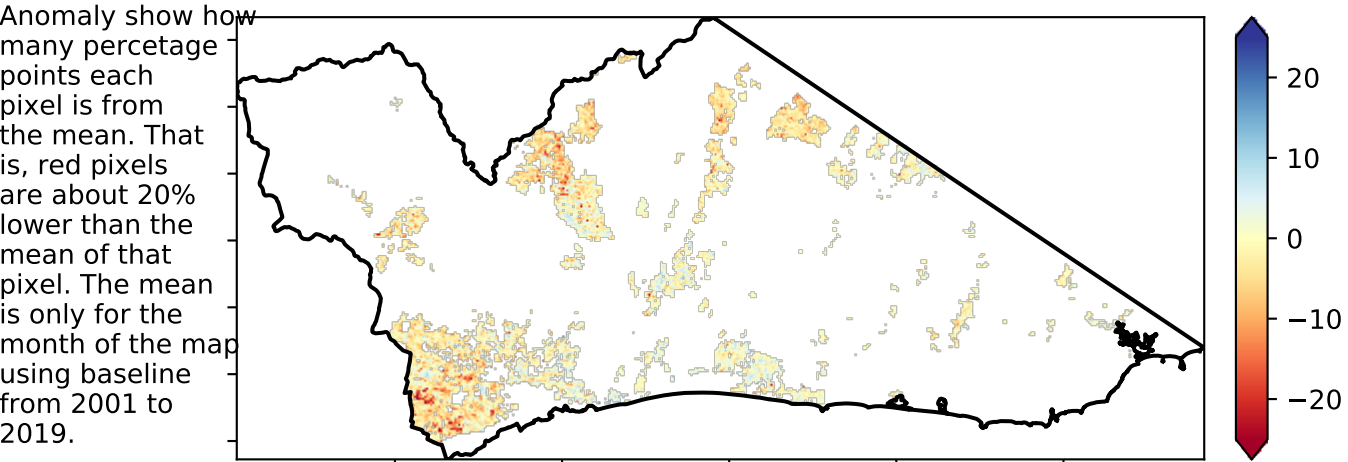 Anomaly show how
many percetage
points each
pixel is from
the mean. That
is, red pixels
are about 20%
lower than the
mean of that
pixel. The mean
is only for the
month of the map
using baseline
from 2001 to
2019.
20
10
0
−10
−20